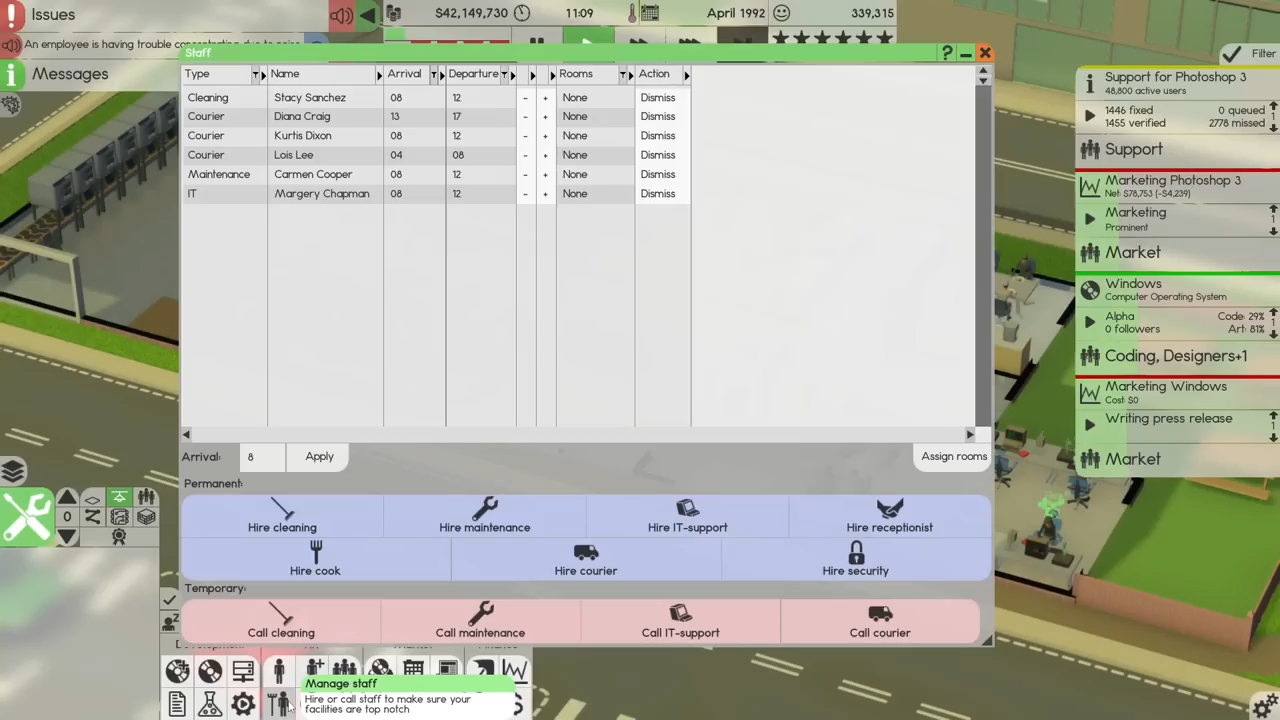 Issues
$42,149,730
11:09
April 1992
339,315
An employee is having trouble concentrating due to noise
Messages
Staff
?
Filter
Type Name Arrival Departure Rooms Action
Cleaning Stacy Sanchez 08 12 - + None Dismiss
Courier Diana Craig 13 17 - + None Dismiss
Courier Kurtis Dixon 08 12 - + None Dismiss
Courier Lois Lee 04 08 - + None Dismiss
Maintenance Carmen Cooper 08 12 - + None Dismiss
IT Margery Chapman 08 12 - + None Dismiss
Arrival: 8 Apply Assign rooms
Permanent:
Hire cleaning Hire maintenance Hire IT-support Hire receptionist
Hire cook Hire courier Hire security
Temporary:
Call cleaning Call maintenance Call IT-support Call courier
Support for Photoshop 3
48,800 active users
1446 fixed 0 queued
1455 verified 2778 missed
1
Support
Marketing Photoshop 3
Net: $78,753 (-$4,239)
Marketing
Prominent
1
Market
Windows
Computer Operating System
Alpha Code: 29%
0 followers Art: 81%
1
Coding, Designers+1
Marketing Windows
Cost: $0
Writing press release
1
Market
0
Manage staff
Hire or call staff to make sure your
facilities are top notch